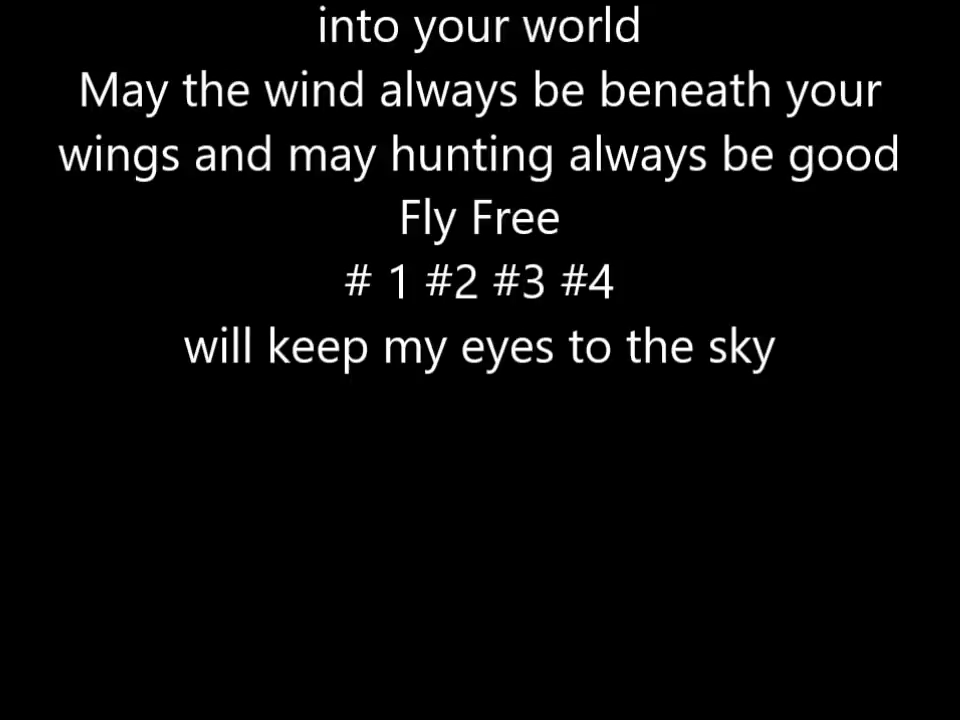 into your world
May the wind always be beneath your
wings and may hunting always be good
Fly Free
# 1 #2 #3 #4
will keep my eyes to the sky